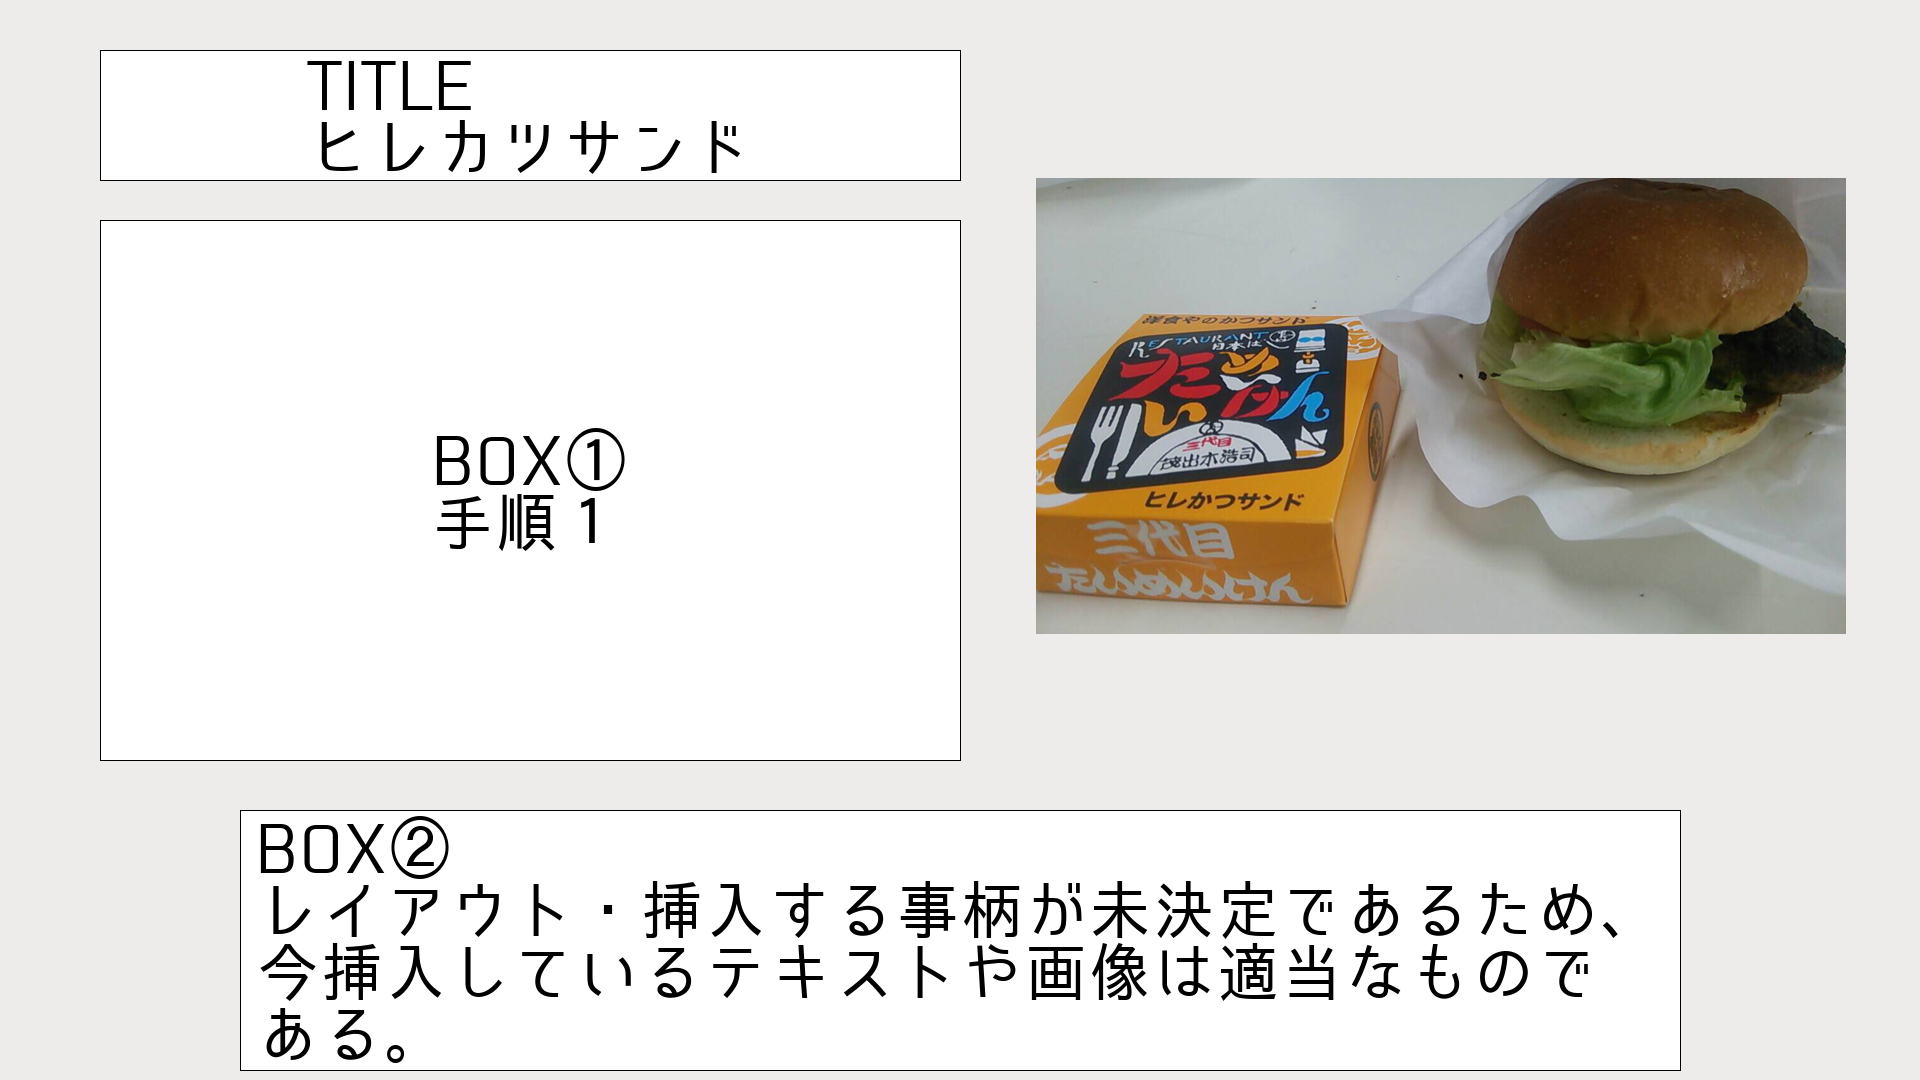 TITLE
ヒレカツサンド
BOX①
手順１
洋食やのかつサンド
RESTAURANT
日本ばし
たいめいけん
三代目
茂出木浩司
ヒレかつサンド
三代目
たいめいけん
BOX②
レイアウト・挿入する事柄が未決定であるため、
今挿入しているテキストや画像は適当なもので
ある。